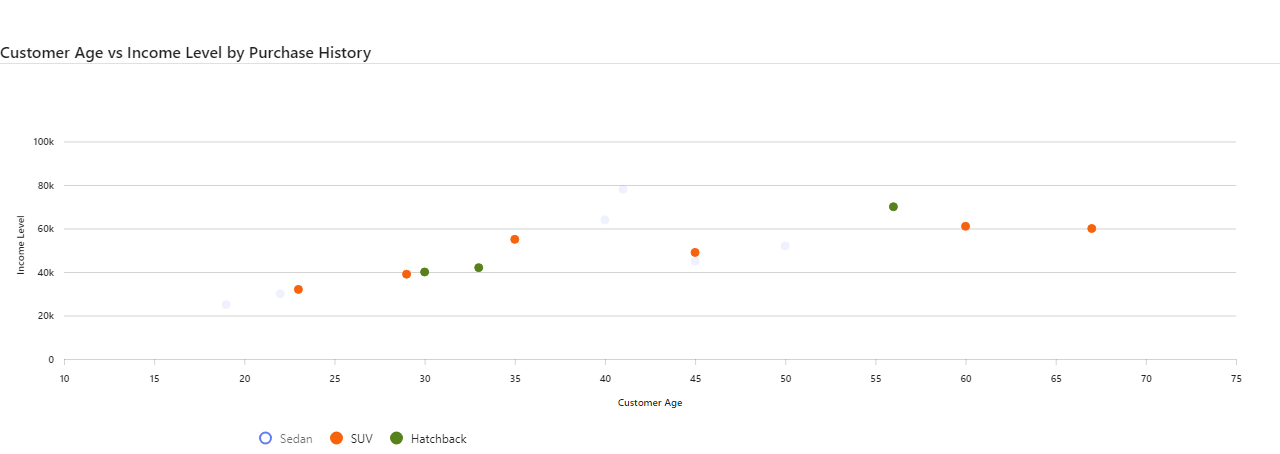 Customer Age vs Income Level by Purchase History
100k
80k
60k
40k
20k
0
Income Level
10 15 20 25 30 35 40 45 50 55 60 65 70 75
Customer Age
Sedan SUV Hatchback